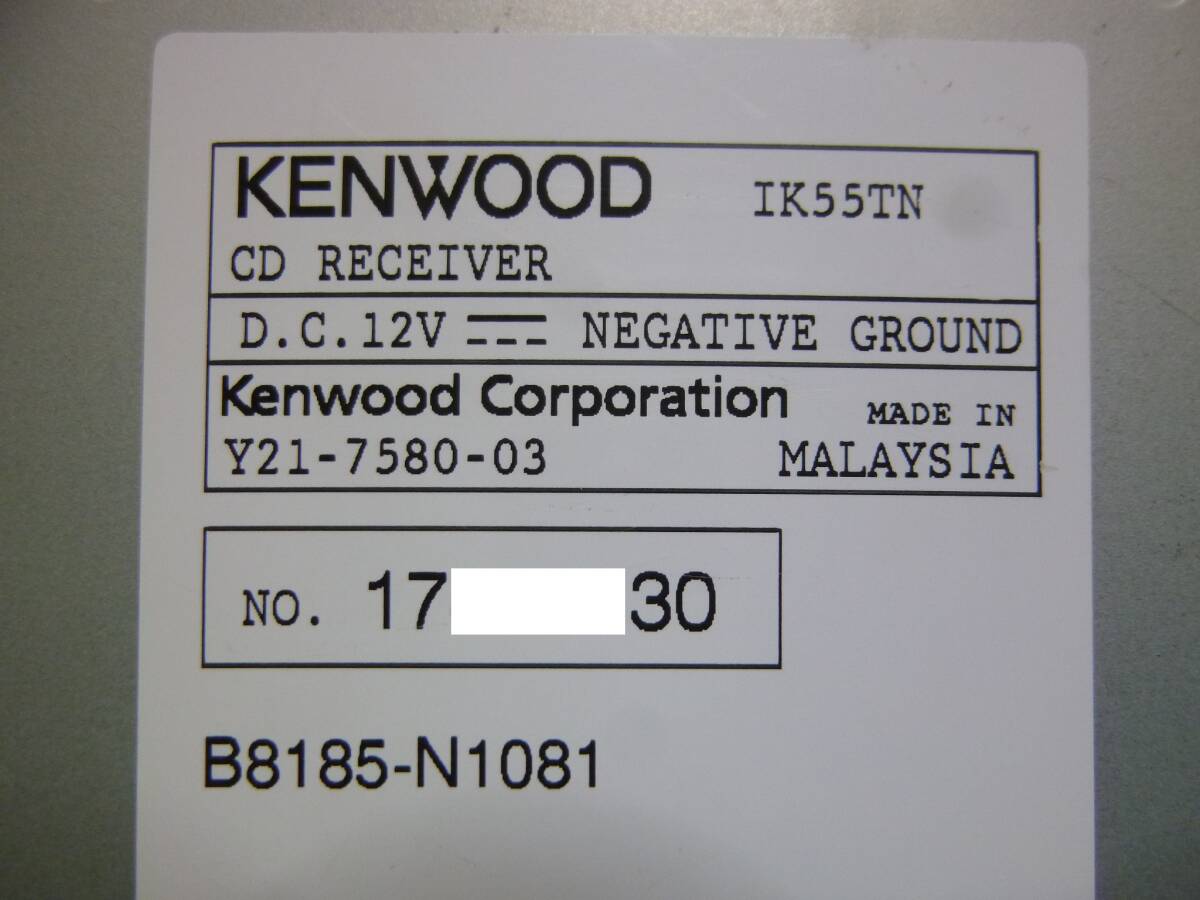 KENWOOD IK55TN
CD RECEIVER
D.C.12V NEGATIVE GROUND
Kenwood Corporation MADE IN
Y21-7580-03 MALAYSIA
NO. 17 30
B8185-N1081